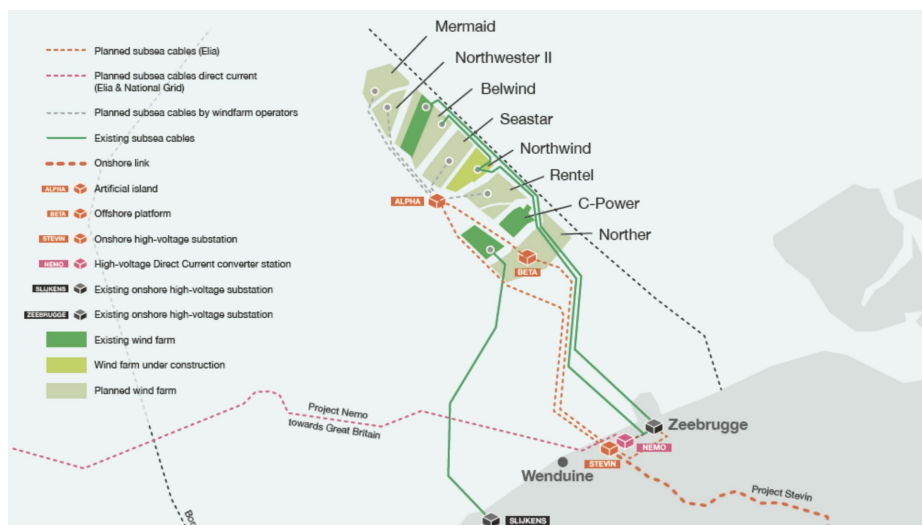 Planned subsea cables (Elia)
Planned subsea cables direct current
(Elia & National Grid)
Planned subsea cables by windfarm operators
Existing subsea cables
Onshore link
ALPHA Artificial island
BETA Offshore platform
STEVIN Onshore high-voltage substation
NEMO High-voltage Direct Current converter station
SLIJKENS Existing onshore high-voltage substation
ZEEBRUGGE Existing onshore high-voltage substation
Existing wind farm
Wind farm under construction
Planned wind farm
Mermaid
Northwester II
Belwind
Seastar
Northwind
Rentel
C-Power
Norther
ALPHA
BETA
Project Nemo
towards Great Britain
Zeebrugge
NEMO
STEVIN
Wenduine
Project Stevin
SLIJKENS